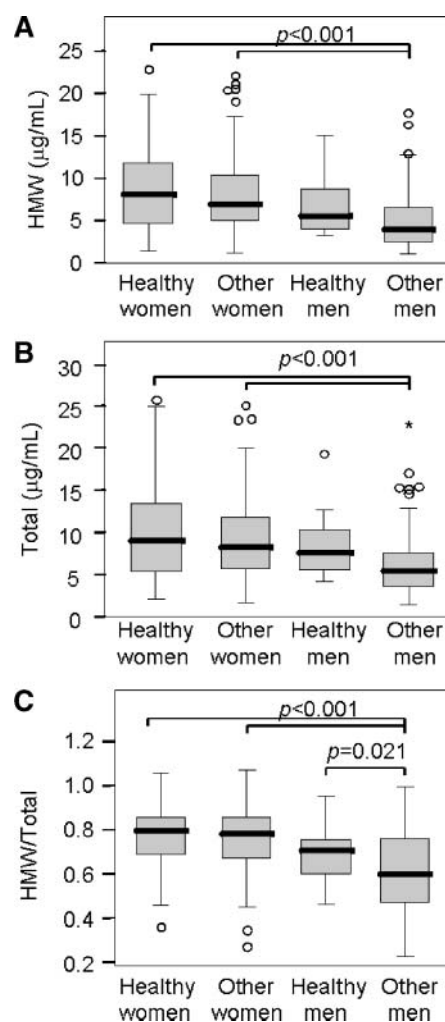 A
p<0.001
25
20
15
10
5
0
HMW (µg/mL)
Healthy women
Other women
Healthy men
Other men
B
p<0.001
30
25
20
15
10
5
0
Total (µg/mL)
*
Healthy women
Other women
Healthy men
Other men
C
p<0.001
p=0.021
1.2
1.0
0.8
0.6
0.4
0.2
HMW/Total
Healthy women
Other women
Healthy men
Other men